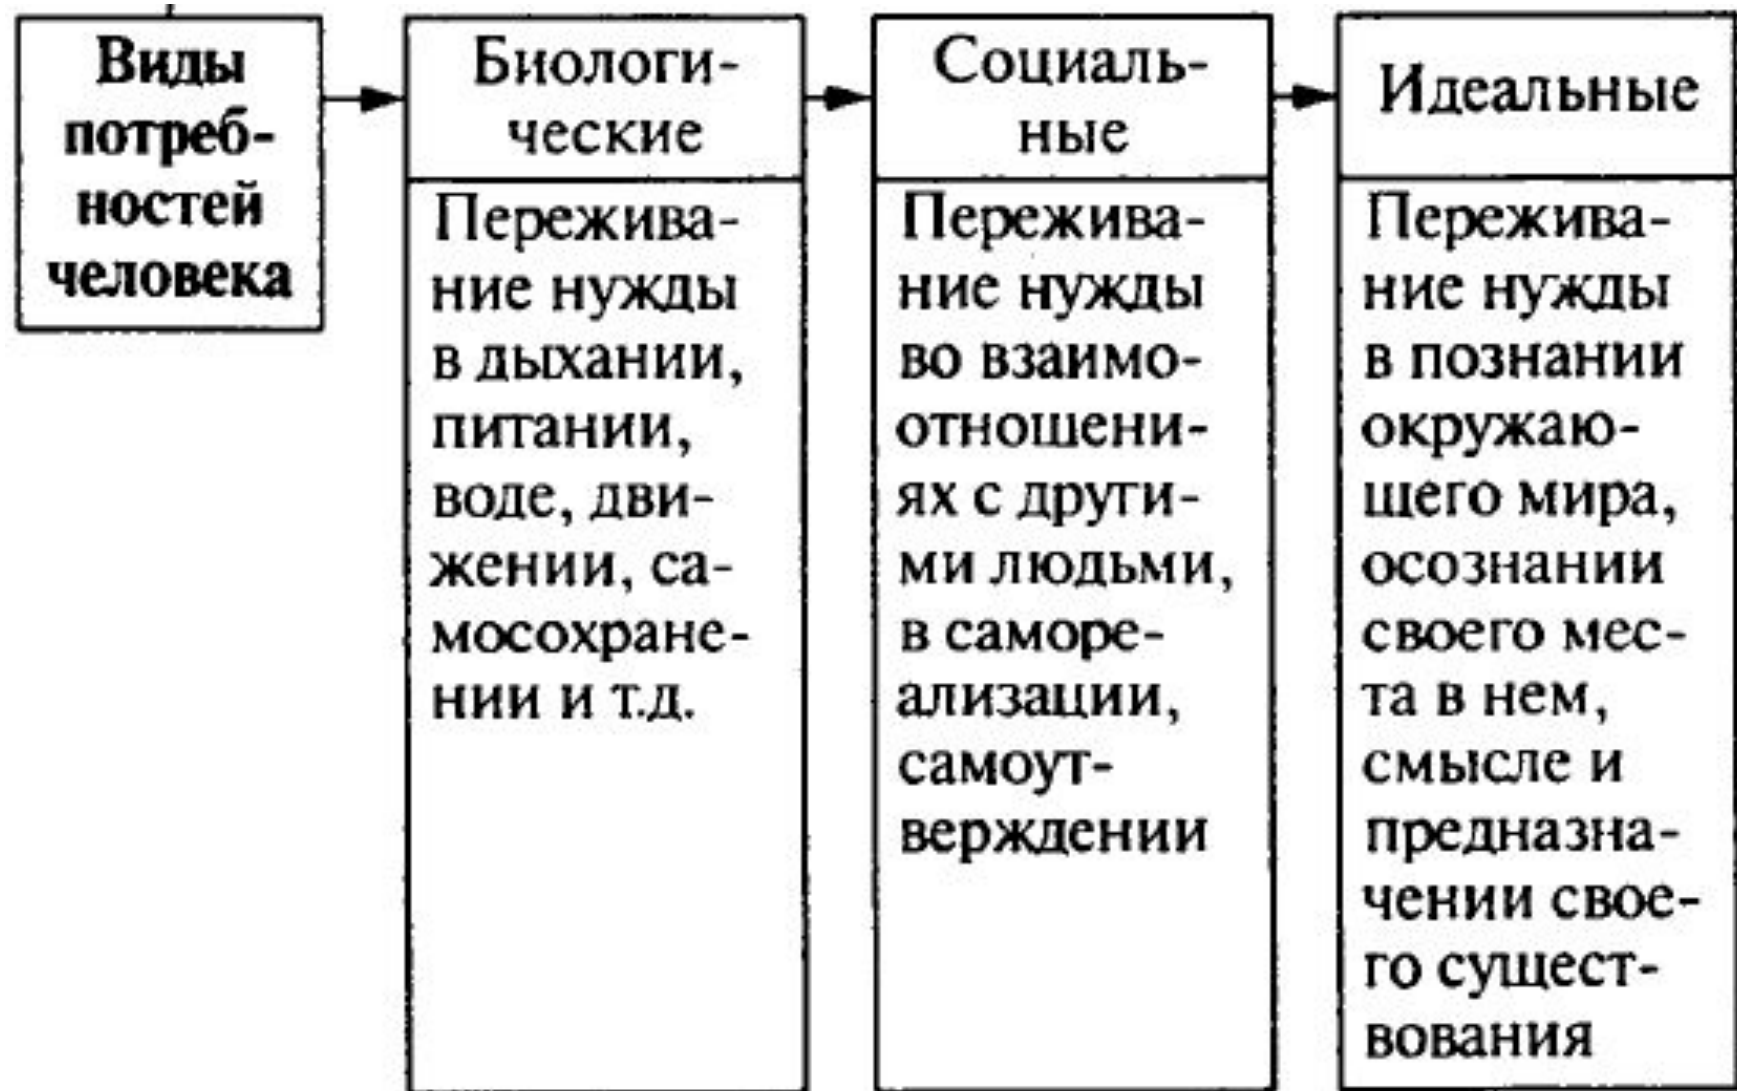 Виды
потреб-
ностей
человека
Биологи-
ческие
Пережива-
ние нужды
в дыхании,
питании,
воде, дви-
жении, са-
мосохране-
нии и т.д.
Социаль-
ные
Пережива-
ние нужды
во взаимо-
отношени-
ях с други-
ми людьми,
в саморе-
ализации,
самоут-
верждении
Идеальные
Пережива-
ние нужды
в познании
окружаю-
щего мира,
осознании
своего мес-
та в нем,
смысле и
предназна-
чении свое-
го сущест-
вования